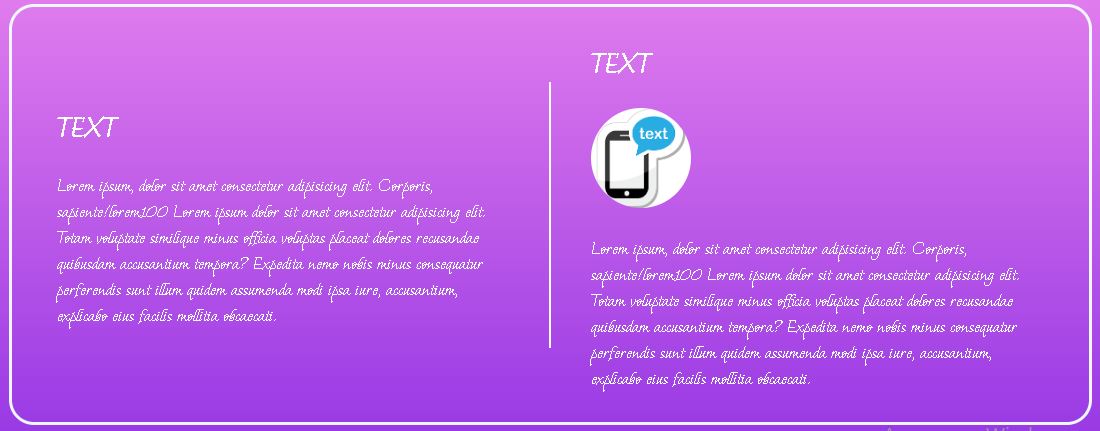 TEXT
Lorem ipsum, dolor sit amet consectetur adipisicing elit. Corporis,
sapiente!lorem100 Lorem ipsum dolor sit amet consectetur adipisicing elit.
Totam voluptate similique minus officia voluptas placeat dolores recusandae
quibusdam accusantium tempora? Expedita nemo nobis minus consequatur
perferendis sunt illum quidem assumenda modi ipsa iure, accusantium,
explicabo eius facilis mollitia obcaecati.
TEXT
text
Lorem ipsum, dolor sit amet consectetur adipisicing elit. Corporis,
sapiente!lorem100 Lorem ipsum dolor sit amet consectetur adipisicing elit.
Totam voluptate similique minus officia voluptas placeat dolores recusandae
quibusdam accusantium tempora? Expedita nemo nobis minus consequatur
perferendis sunt illum quidem assumenda modi ipsa iure, accusantium,
explicabo eius facilis mollitia obcaecati.